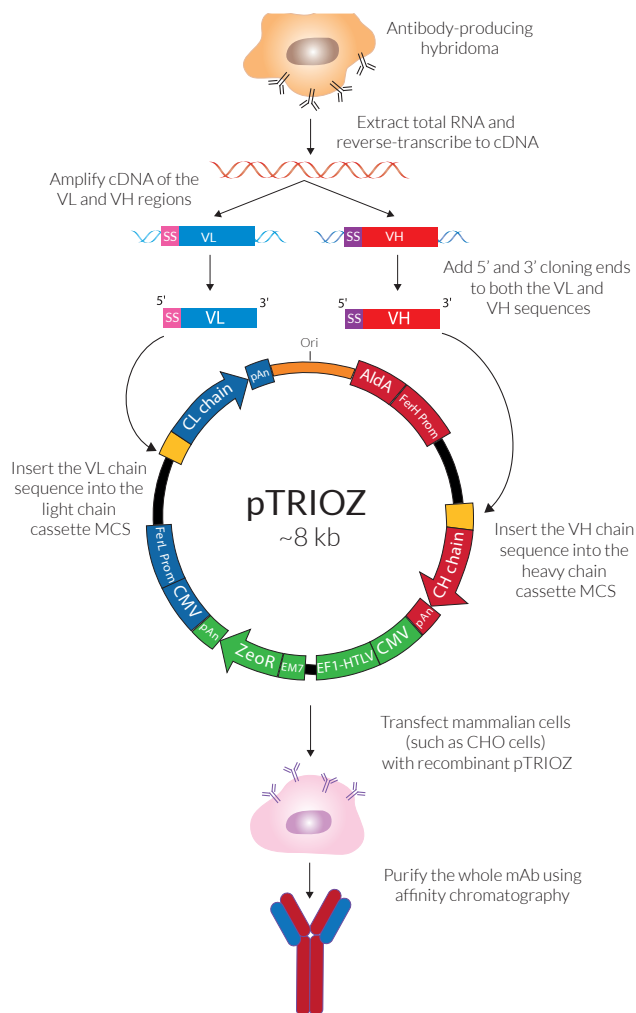 Antibody-producing
hybridoma
Extract total RNA and
reverse-transcribe to cDNA
Amplify cDNA of the
VL and VH regions
SS VL
SS VH
Add 5' and 3' cloning ends
to both the VL and
VH sequences
5' 3'
SS VL
5' 3'
SS VH
Ori
pAn
CL chain
AldA
FerH Prom
Insert the VL chain
sequence into the
light chain
cassette MCS
pTRIOZ
~8 kb
Insert the VH chain
sequence into the
heavy chain
cassette MCS
CH chain
pAn
FerL Prom
CMV
pAn
ZeoR
EM7
EF1-HTLV
CMV
Transfect mammalian cells
(such as CHO cells)
with recombinant pTRIOZ
Purify the whole mAb using
affinity chromatography